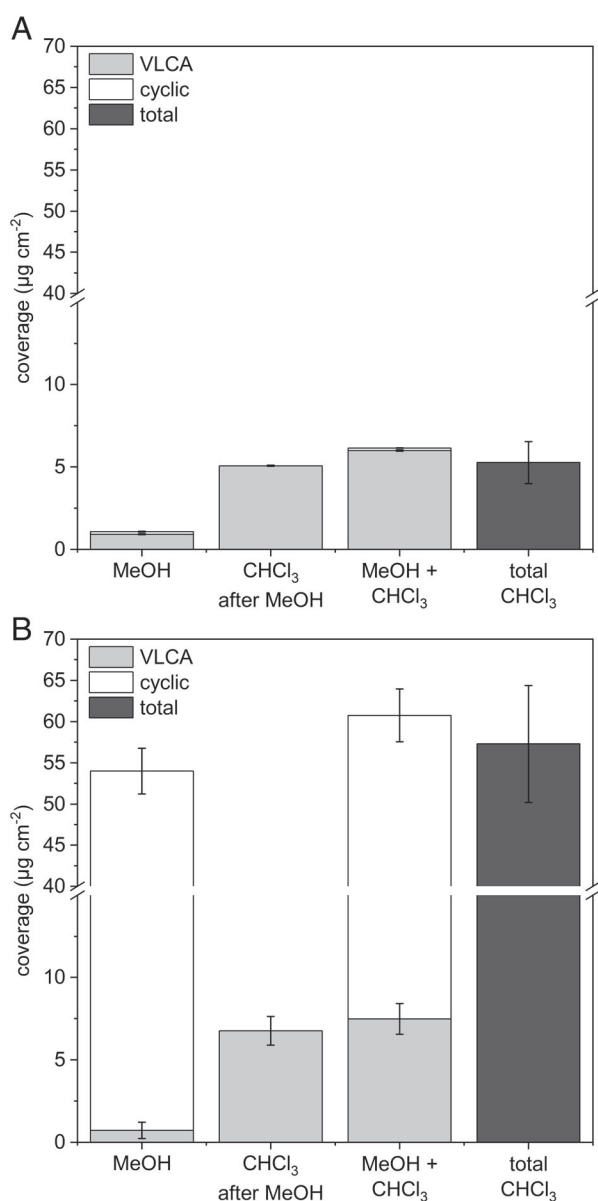 A
VLCA
cyclic
total
coverage (µg cm⁻²)
70
65
60
55
50
45
40
10
5
0
MeOH
CHCl₃
after MeOH
MeOH +
CHCl₃
total
CHCl₃
B
VLCA
cyclic
total
coverage (µg cm⁻²)
70
65
60
55
50
45
40
10
5
0
MeOH
CHCl₃
after MeOH
MeOH +
CHCl₃
total
CHCl₃